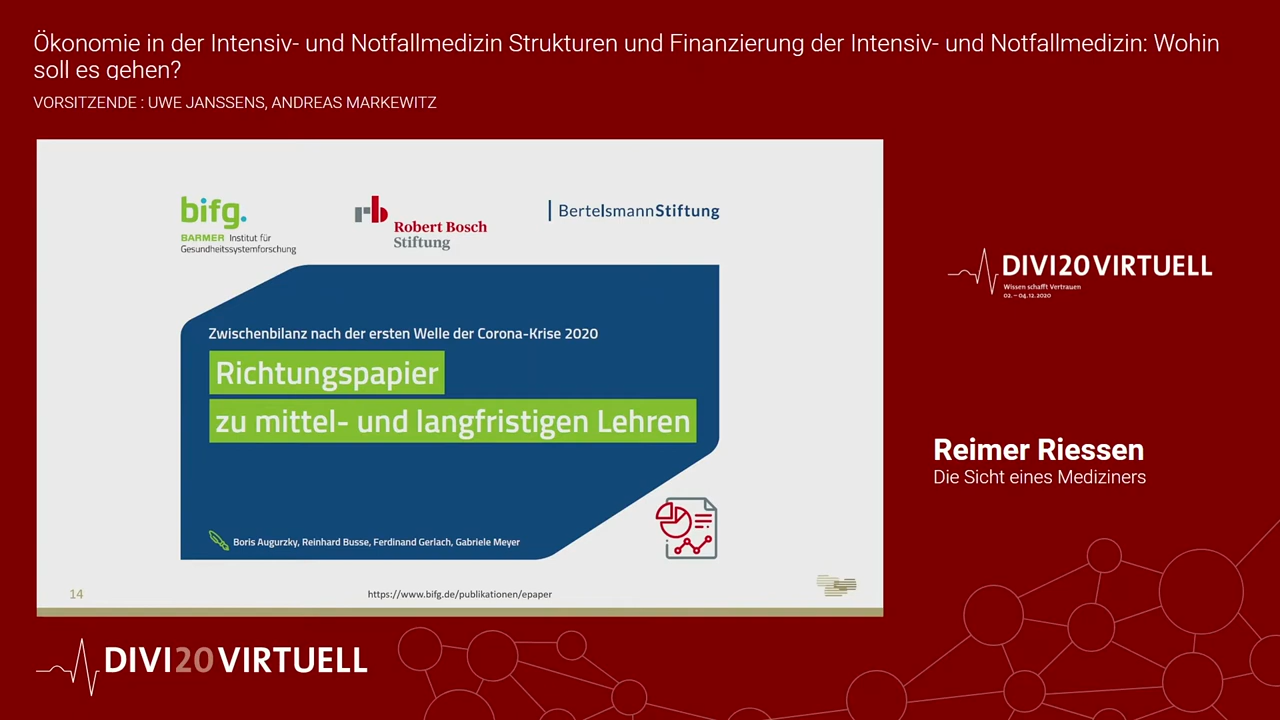 Ökonomie in der Intensiv- und Notfallmedizin Strukturen und Finanzierung der Intensiv- und Notfallmedizin: Wohin
soll es gehen?
VORSITZENDE : UWE JANSSENS, ANDREAS MARKEWITZ
bifg.
BARMER Institut für
Gesundheitssystemforschung
rb
Robert Bosch
Stiftung
BertelsmannStiftung
Zwischenbilanz nach der ersten Welle der Corona-Krise 2020
Richtungspapier
zu mittel- und langfristigen Lehren
Boris Augurzky, Reinhard Busse, Ferdinand Gerlach, Gabriele Meyer
14
https://www.bifg.de/publikationen/epaper
DIVI20VIRTUELL
Wissen schafft Vertrauen
02. – 04.12.2020
Reimer Riessen
Die Sicht eines Mediziners
DIVI20VIRTUELL